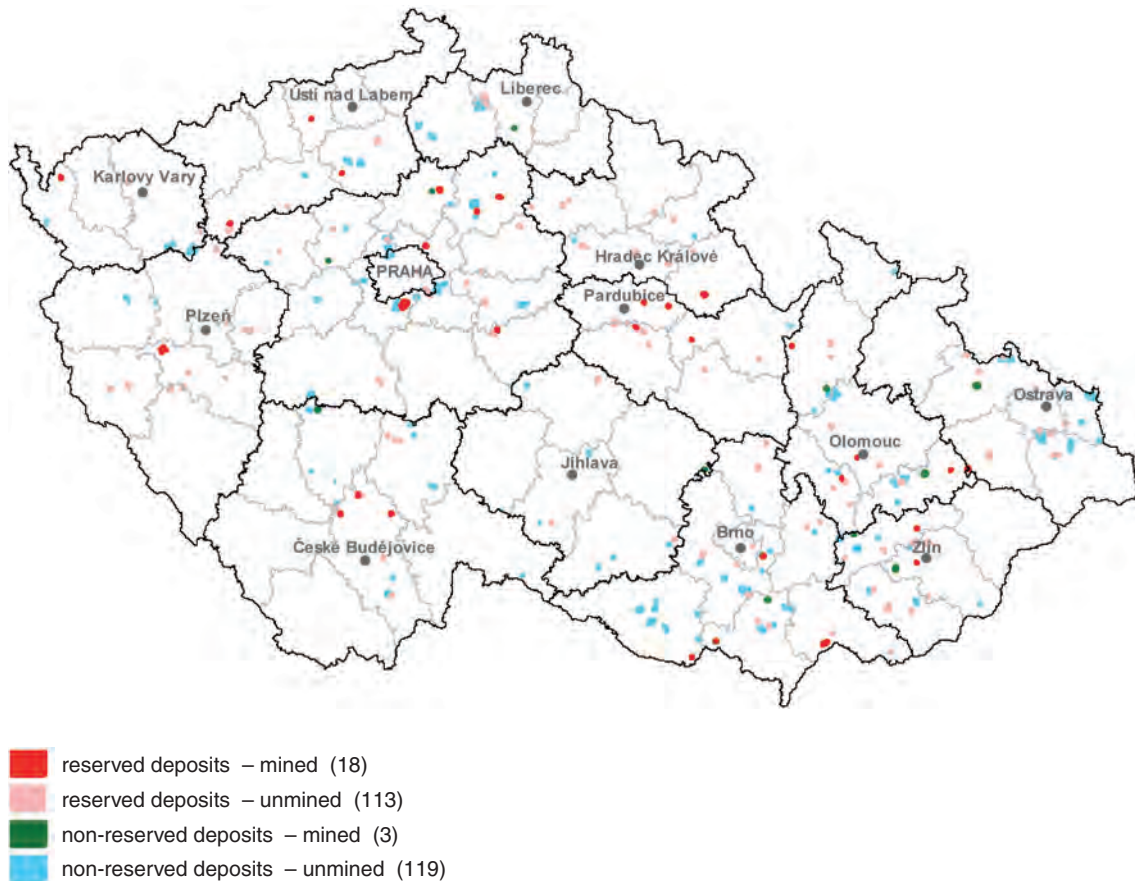 Liberec
Ústí nad Labem
Karlovy Vary
Hradec Králové
PRAHA
Pardubice
Plzeň
Ostrava
Olomouc
Jihlava
Brno
České Budějovice
Zlín
reserved deposits – mined (18)
reserved deposits – unmined (113)
non-reserved deposits – mined (3)
non-reserved deposits – unmined (119)